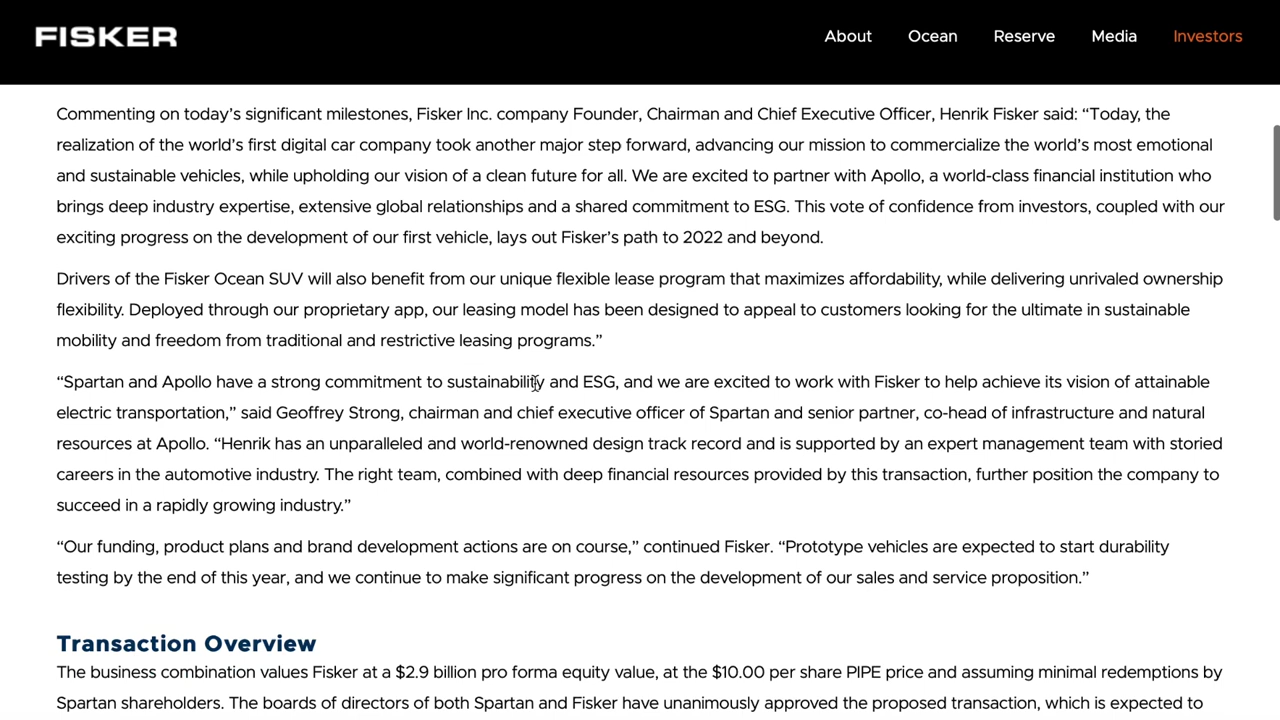 FISKER
About Ocean Reserve Media Investors
Commenting on today’s significant milestones, Fisker Inc. company Founder, Chairman and Chief Executive Officer, Henrik Fisker said: “Today, the
realization of the world’s first digital car company took another major step forward, advancing our mission to commercialize the world’s most emotional
and sustainable vehicles, while upholding our vision of a clean future for all. We are excited to partner with Apollo, a world-class financial institution who
brings deep industry expertise, extensive global relationships and a shared commitment to ESG. This vote of confidence from investors, coupled with our
exciting progress on the development of our first vehicle, lays out Fisker’s path to 2022 and beyond.
Drivers of the Fisker Ocean SUV will also benefit from our unique flexible lease program that maximizes affordability, while delivering unrivaled ownership
flexibility. Deployed through our proprietary app, our leasing model has been designed to appeal to customers looking for the ultimate in sustainable
mobility and freedom from traditional and restrictive leasing programs.”
“Spartan and Apollo have a strong commitment to sustainability and ESG, and we are excited to work with Fisker to help achieve its vision of attainable
electric transportation,” said Geoffrey Strong, chairman and chief executive officer of Spartan and senior partner, co-head of infrastructure and natural
resources at Apollo. “Henrik has an unparalleled and world-renowned design track record and is supported by an expert management team with storied
careers in the automotive industry. The right team, combined with deep financial resources provided by this transaction, further position the company to
succeed in a rapidly growing industry.”
“Our funding, product plans and brand development actions are on course,” continued Fisker. “Prototype vehicles are expected to start durability
testing by the end of this year, and we continue to make significant progress on the development of our sales and service proposition.”
Transaction Overview
The business combination values Fisker at a $2.9 billion pro forma equity value, at the $10.00 per share PIPE price and assuming minimal redemptions by
Spartan shareholders. The boards of directors of both Spartan and Fisker have unanimously approved the proposed transaction, which is expected to